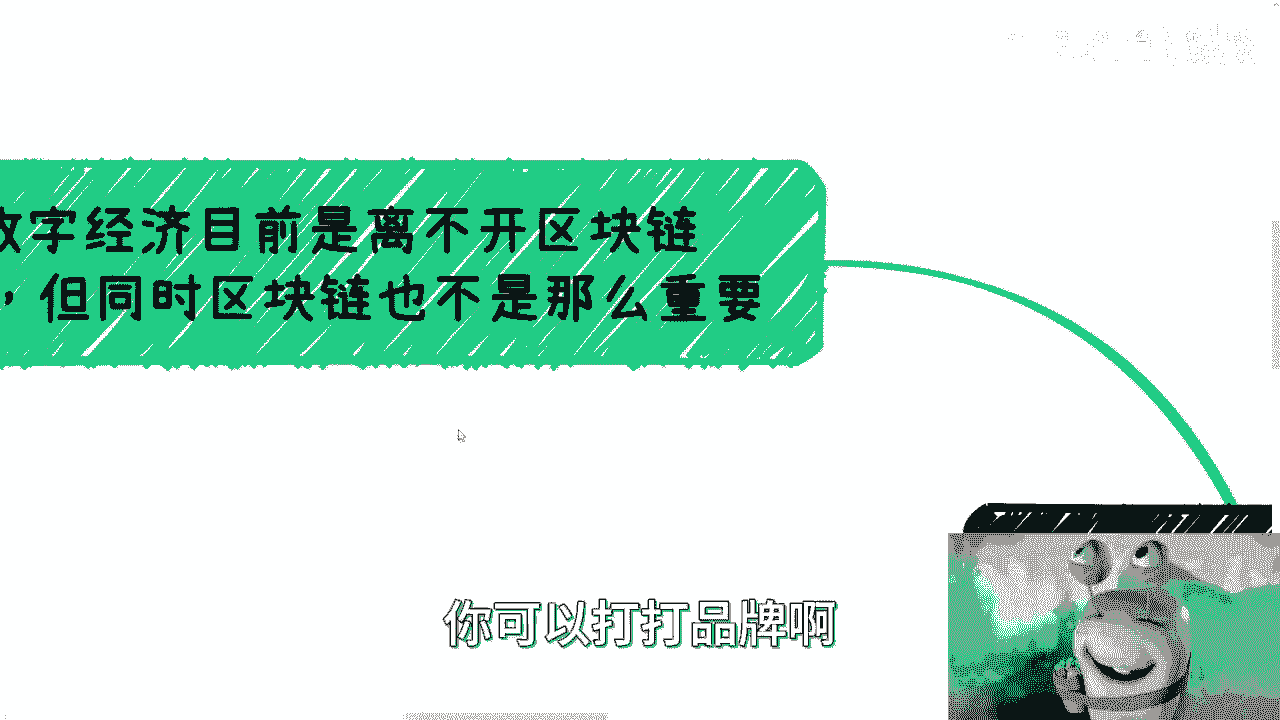 数字经济目前是离不开区块链
，但同时区块链也不是那么重要
你可以打打品牌啊